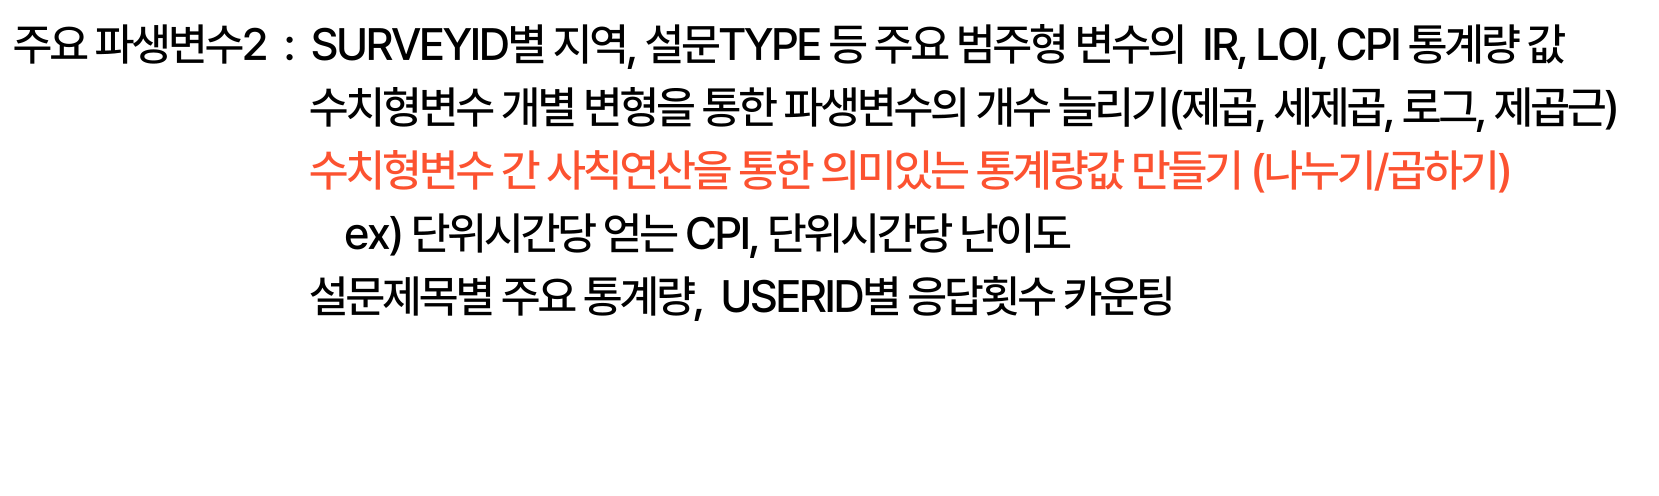 주요 파생변수2 : SURVEYID별 지역, 설문TYPE 등 주요 범주형 변수의 IR, LOI, CPI 통계량 값
수치형변수 개별 변형을 통한 파생변수의 개수 늘리기(제곱, 세제곱, 로그, 제곱근)
수치형변수 간 사칙연산을 통한 의미있는 통계량값 만들기 (나누기/곱하기)
ex) 단위시간당 얻는 CPI, 단위시간당 난이도
설문제목별 주요 통계량, USERID별 응답횟수 카운팅